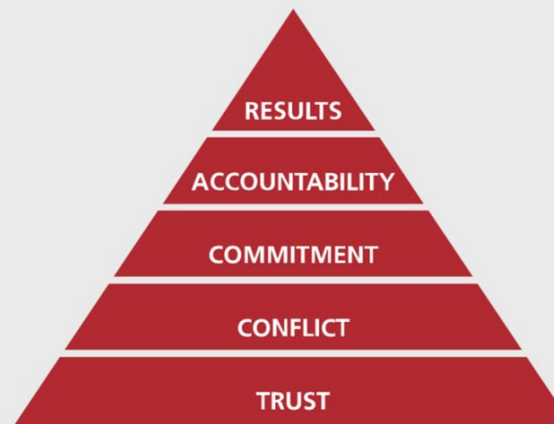 RESULTS
ACCOUNTABILITY
COMMITMENT
CONFLICT
TRUST